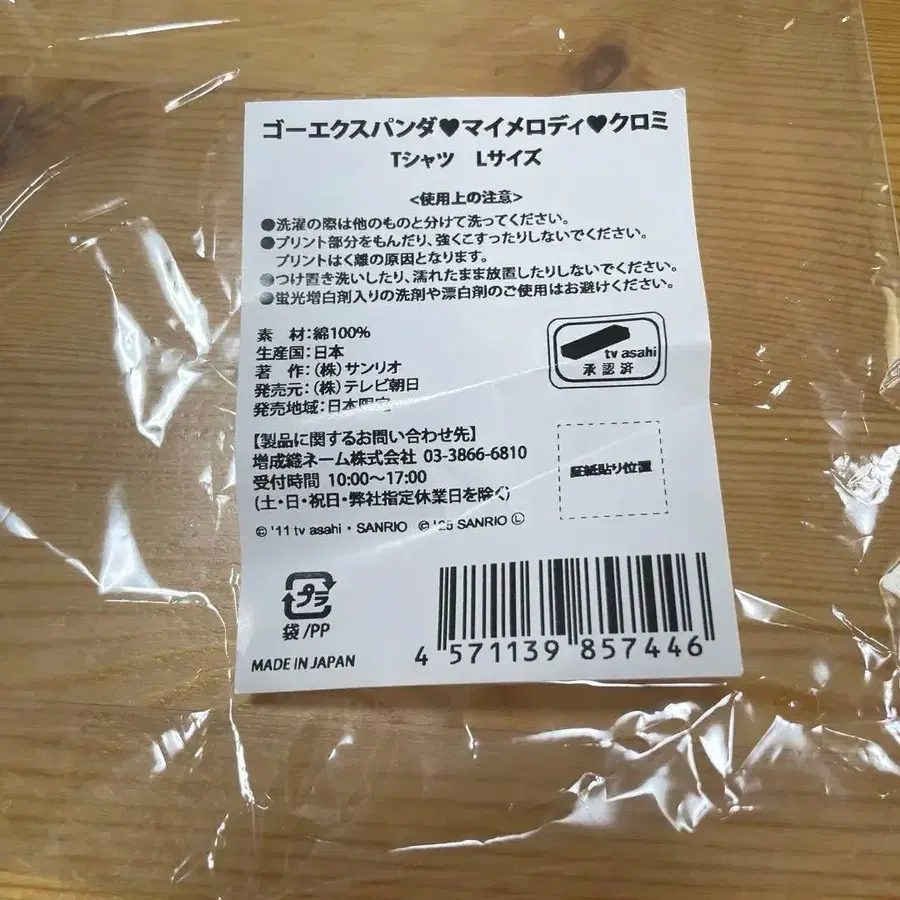 ゴーエクスパンダ♥マイメロディ♥クロミ
Tシャツ　Lサイズ
<使用上の注意>
●洗濯の際は他のものと分けて洗ってください。
●プリント部分をもんだり、強くこすったりしないでください。
プリントはく離の原因となります。
●つけ置き洗いしたり、濡れたまま放置したりしないでください。
●蛍光増白剤入りの洗剤や漂白剤のご使用はお避けください。
素　材：綿100%
生産国：日本
著　作：（株）サンリオ
発売元：（株）テレビ朝日
発売地域：日本限定
tv asahi
承認済
【製品に関するお問い合わせ先】
増成織ネーム株式会社 03-3866-6810
受付時間 10:00～17:00
（土・日・祝日・弊社指定休業日を除く）
証紙貼り位置
© '11 tv asahi・SANRIO © '25 SANRIO Ⓛ
プラ
袋/PP
MADE IN JAPAN
4 571139 857446